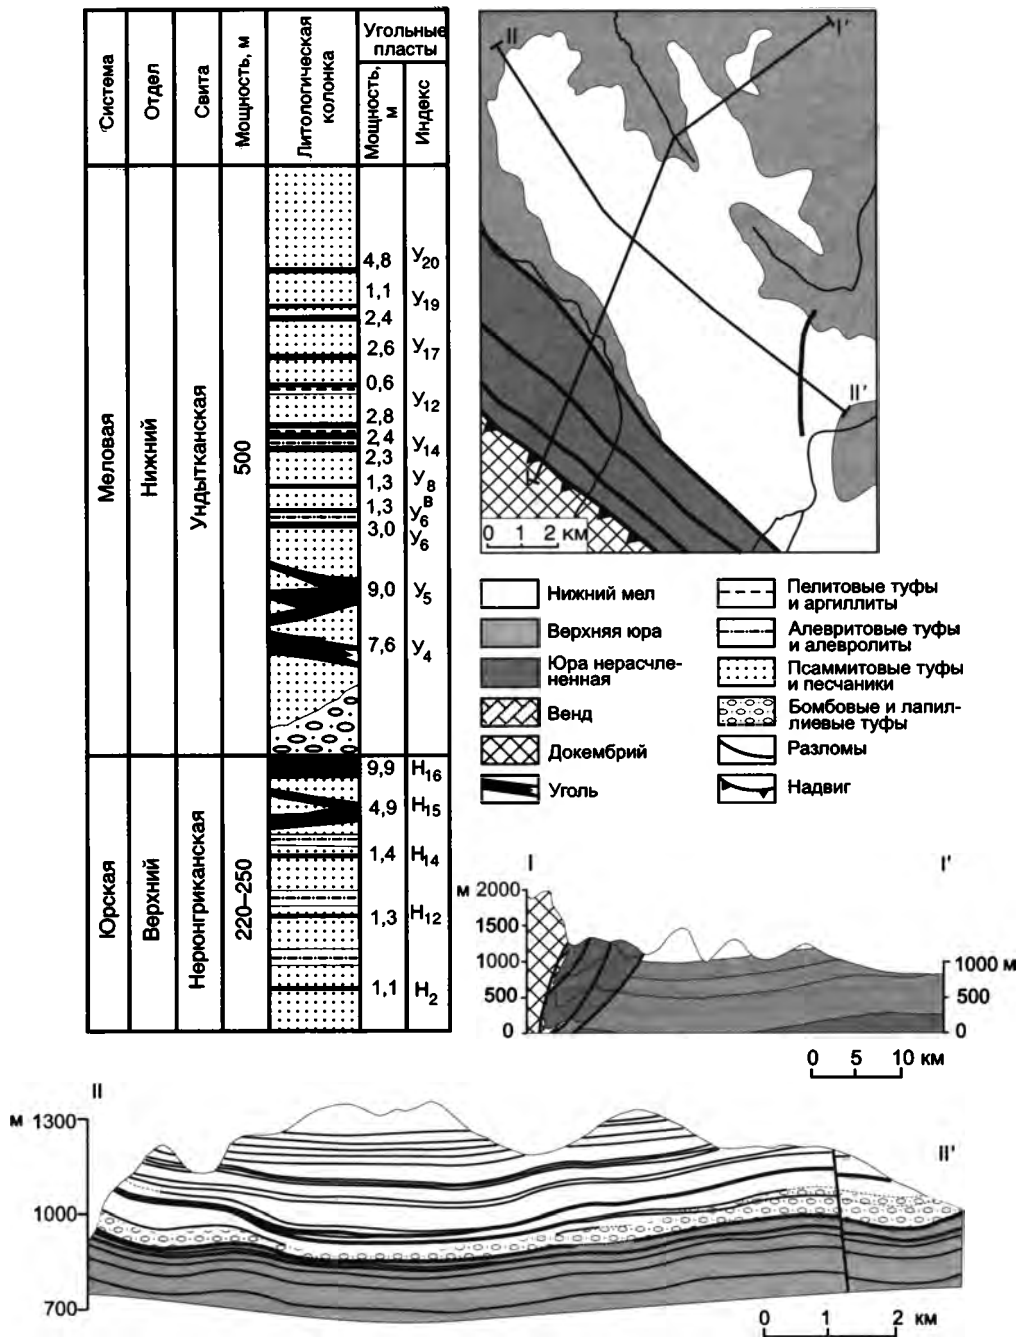 Система
Отдел
Свита
Мощность, м
Литологическая
колонка
Угольные
пласты
Мощность,
м
Индекс
Меловая
Нижний
Ундытканская
500
4,8 У20
1,1 У19
2,4
2,6 У17
0,6 У12
2,8
2,4 У14
2,3
1,3 У8
1,3 У6В
3,0 У6
9,0 У5
7,6 У4
Юрская
Верхний
Нерюнгриканская
220–250
9,9 Н16
4,9 Н15
1,4 Н14
1,3 Н12
1,1 Н2
II
I'
II'
I
0 1 2 км
Нижний мел
Верхняя юра
Юра нерасчле-
ненная
Венд
Докембрий
Уголь
Пелитовые туфы
и аргиллиты
Алевритовые туфы
и алевролиты
Псаммитовые туфы
и песчаники
Бомбовые и лапил-
лиевые туфы
Разломы
Надвиг
I I'
м 2000
1500
1000 1000 м
500 500
0 0
0 5 10 км
II
м 1300
II'
1000
700
0 1 2 км